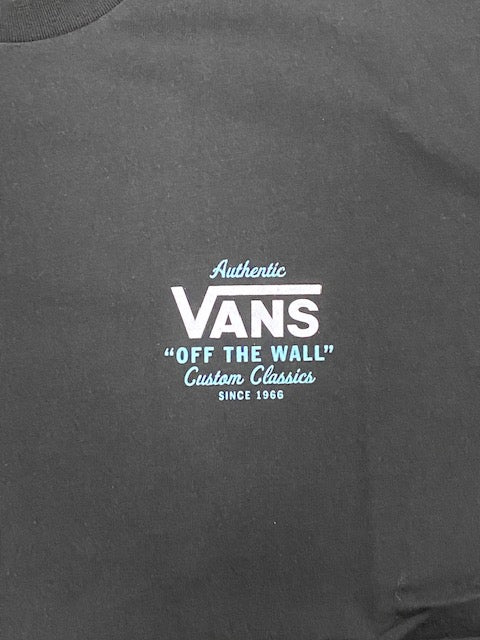 Authentic
VANS
“OFF THE WALL”
Custom Classics
SINCE 1966